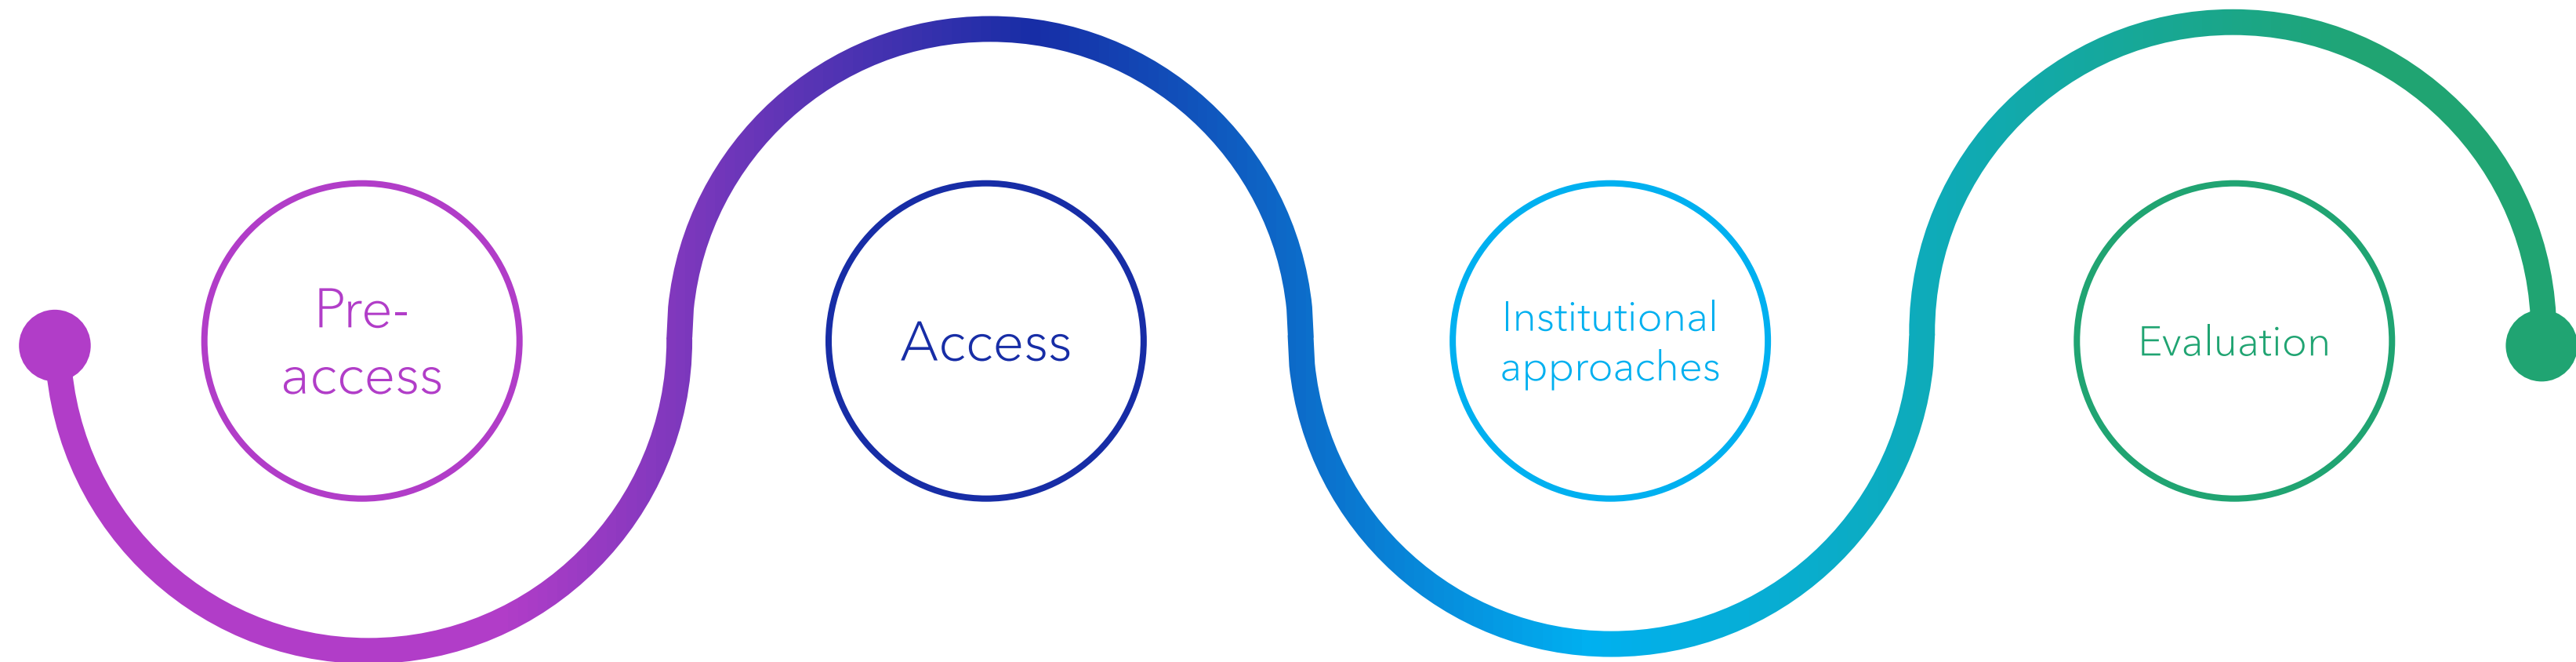 Pre-
access
Access
Institutional
approaches
Evaluation